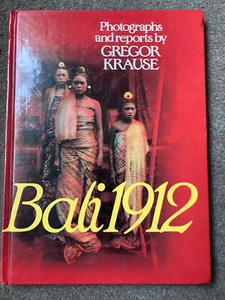 Photographs
and reports by
GREGOR
KRAUSE
Bali 1912